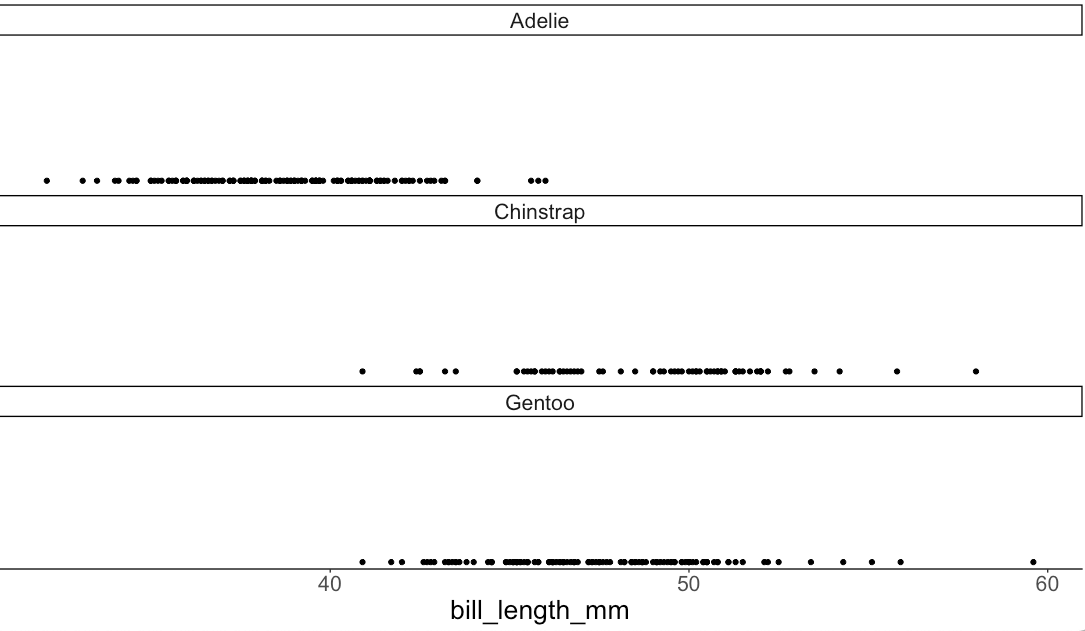 Adelie
Chinstrap
Gentoo
40 50 60
bill_length_mm